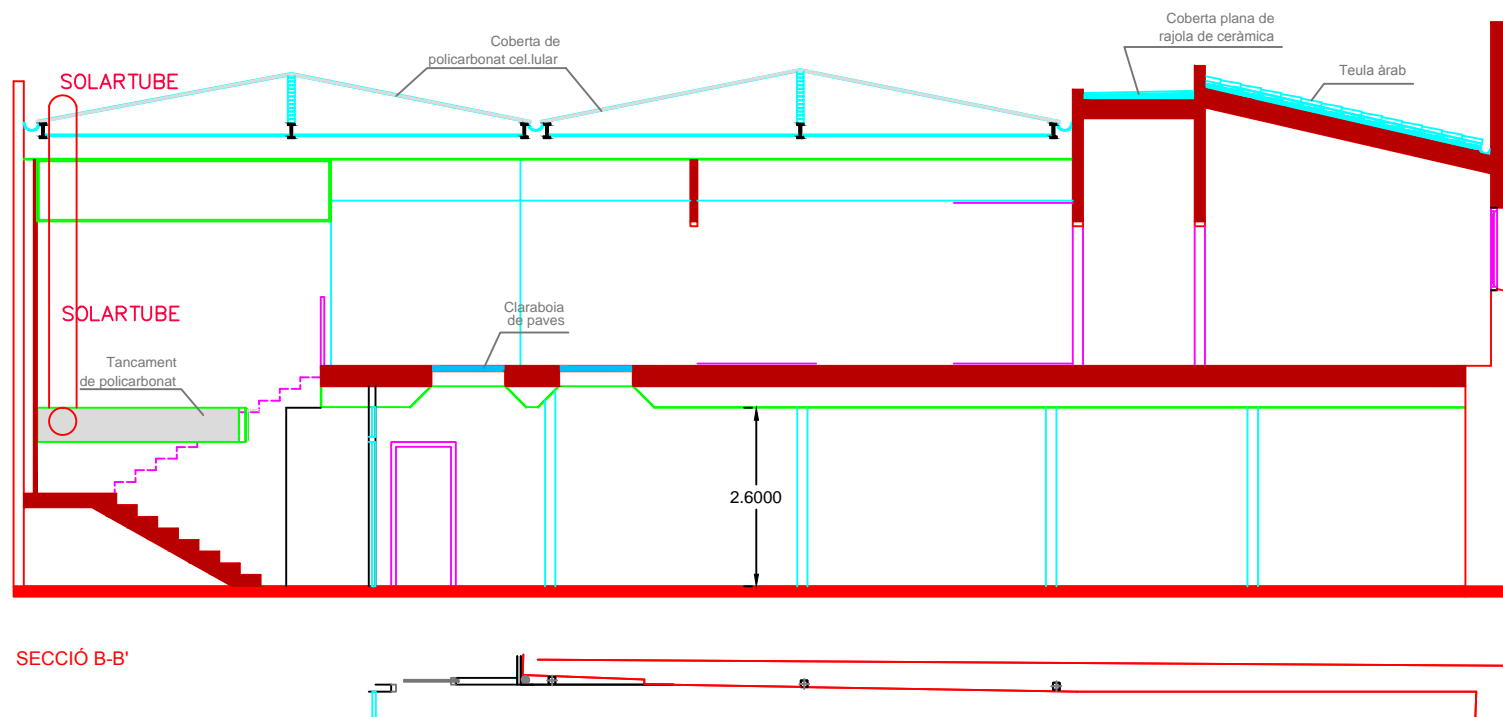 Coberta plana de
rajola de ceràmica
Coberta de
policarbonat cel.lular
Teula àrab
SOLARTUBE
Claraboia
de paves
SOLARTUBE
Tancament
de policarbonat
2.6000
SECCIÓ B-B'